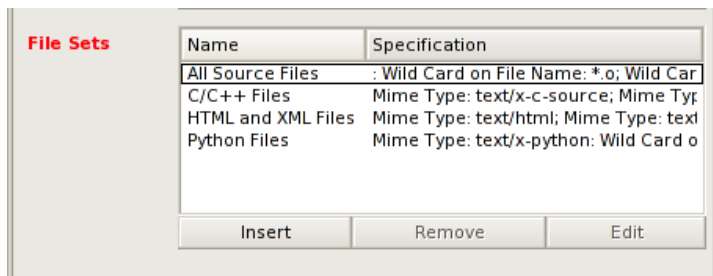 File Sets
Name Specification
All Source Files : Wild Card on File Name: *.o; Wild Car
C/C++ Files Mime Type: text/x-c-source; Mime Typ
HTML and XML Files Mime Type: text/html; Mime Type: text
Python Files Mime Type: text/x-python: Wild Card o
Insert Remove Edit